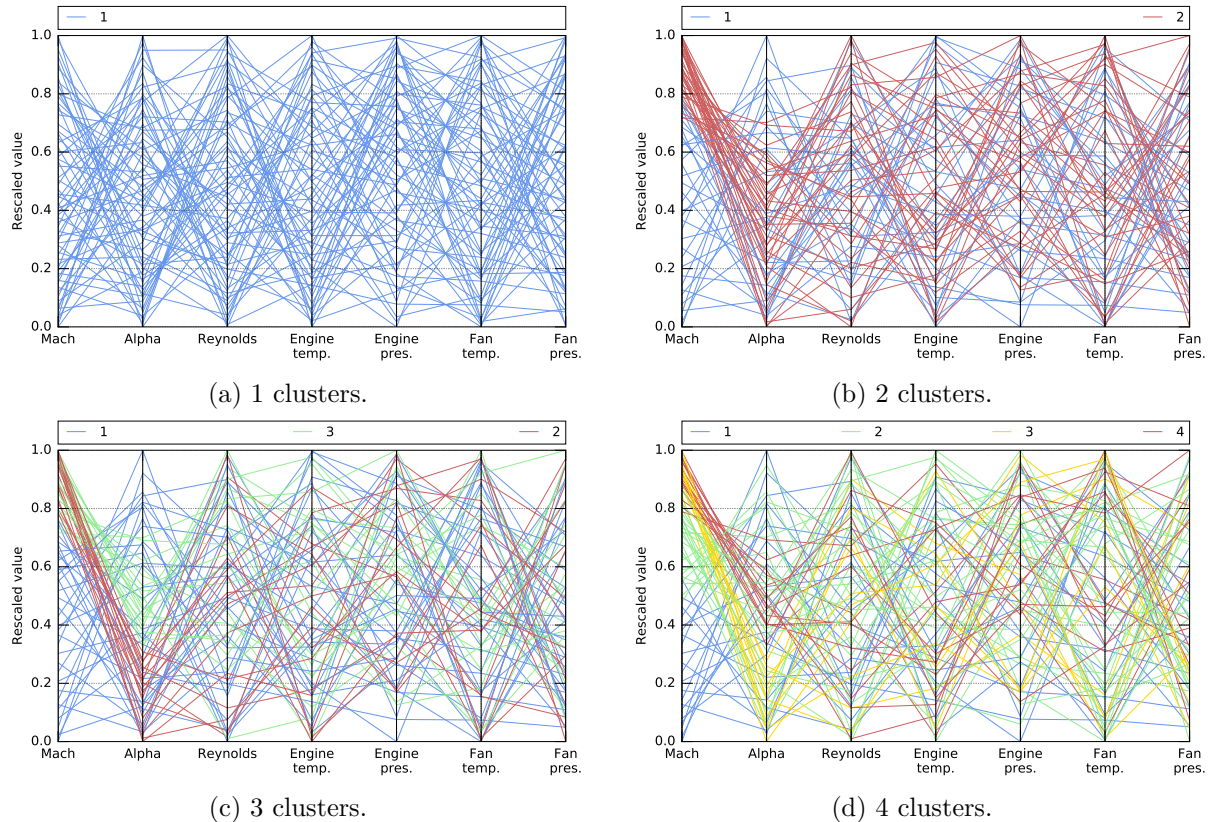 1
1 2
1.0 1.0
0.8 0.8
0.6 0.6
Rescaled value Rescaled value
0.4 0.4
0.2 0.2
0.0 0.0
Mach Alpha Reynolds Engine temp. Engine pres. Fan temp. Fan pres.
Mach Alpha Reynolds Engine temp. Engine pres. Fan temp. Fan pres.
(a) 1 clusters.
(b) 2 clusters.
1 3 2
1 2 3 4
1.0 1.0
0.8 0.8
0.6 0.6
Rescaled value Rescaled value
0.4 0.4
0.2 0.2
0.0 0.0
Mach Alpha Reynolds Engine temp. Engine pres. Fan temp. Fan pres.
Mach Alpha Reynolds Engine temp. Engine pres. Fan temp. Fan pres.
(c) 3 clusters.
(d) 4 clusters.